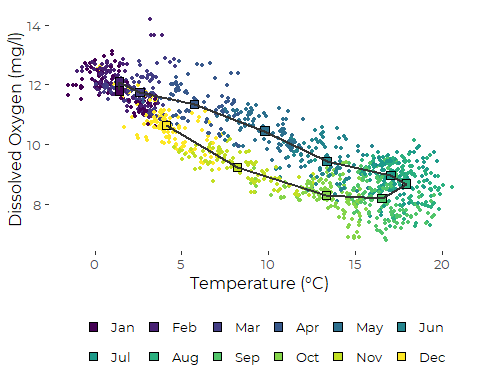 Dissolved Oxygen (mg/l)
14
12
10
8
0 5 10 15 20
Temperature (°C)
Jan Feb Mar Apr May Jun
Jul Aug Sep Oct Nov Dec